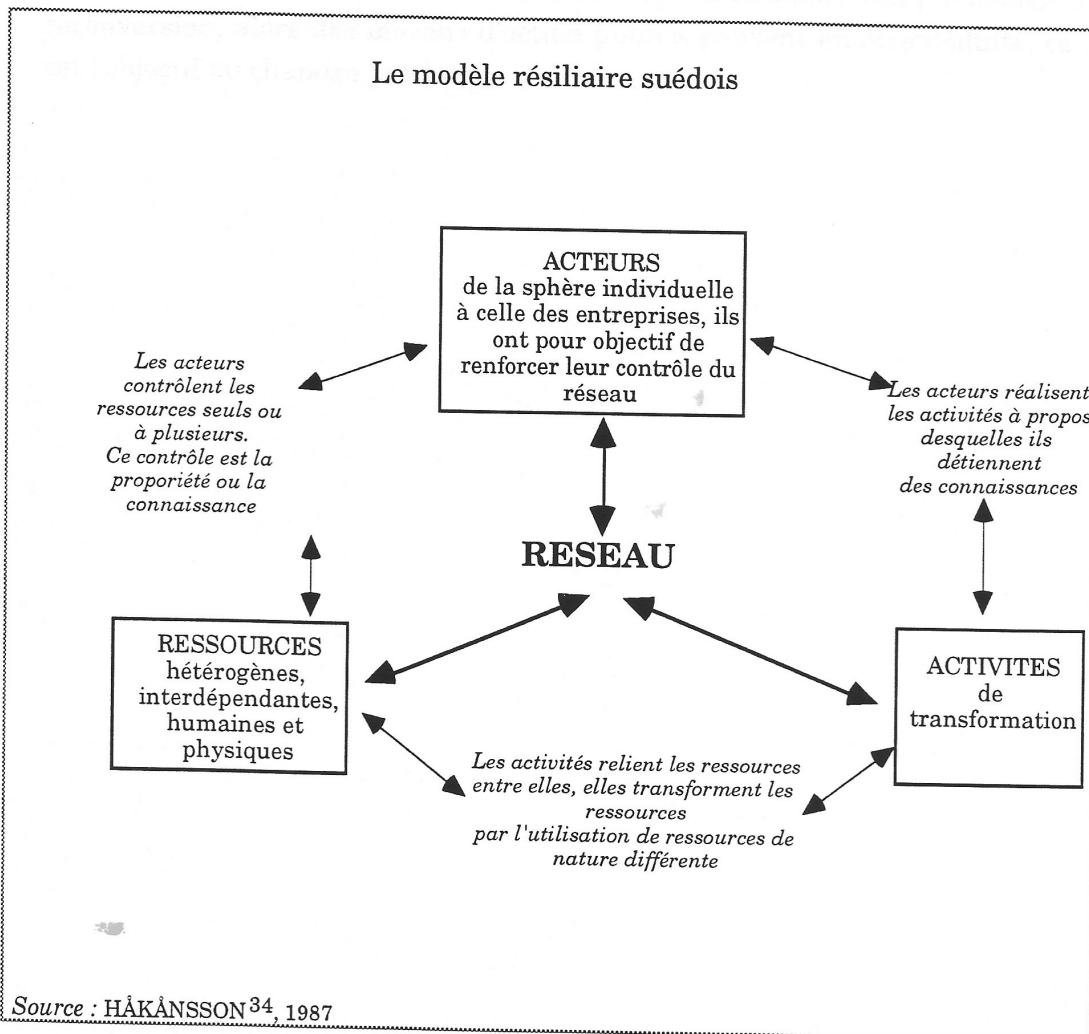 Le modèle résiliaire suédois
ACTEURS
de la sphère individuelle
à celle des entreprises, ils
ont pour objectif de
renforcer leur contrôle du
réseau
Les acteurs
contrôlent les
ressources seuls ou
à plusieurs.
Ce contrôle est la
proporiété ou la
connaissance
Les acteurs réalisent
les activités à propos
desquelles ils
détiennent
des connaissances
RESEAU
RESSOURCES
hétérogènes,
interdépendantes,
humaines et
physiques
ACTIVITES
de
transformation
Les activités relient les ressources
entre elles, elles transforment les
ressources
par l'utilisation de ressources de
nature différente
Source : HÅKÅNSSON34, 1987